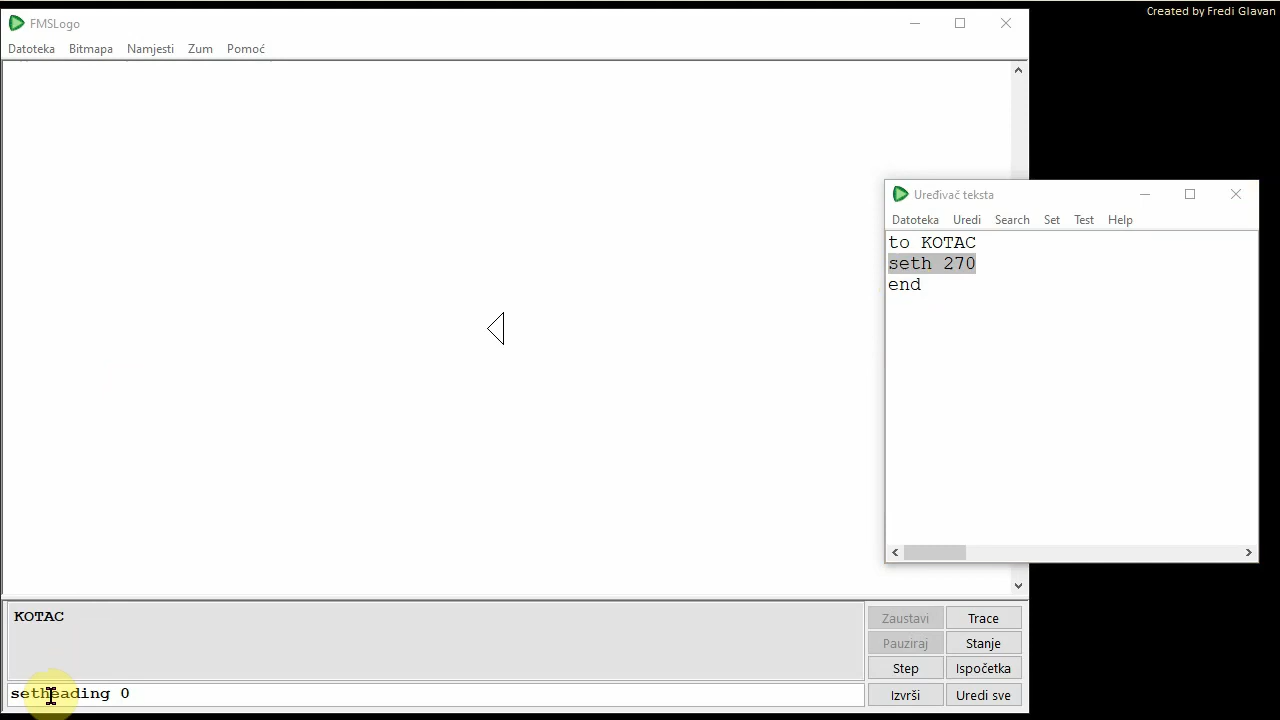 Created by Fredi Glavan
FMSLogo
Datoteka Bitmapa Namjesti Zum Pomoć
Uređivač teksta
Datoteka Uredi Search Set Test Help
to KOTAC
seth 270
end
KOTAC
Zaustavi Trace
Pauziraj Stanje
Step Ispočetka
setheading 0
Izvrši Uredi sve